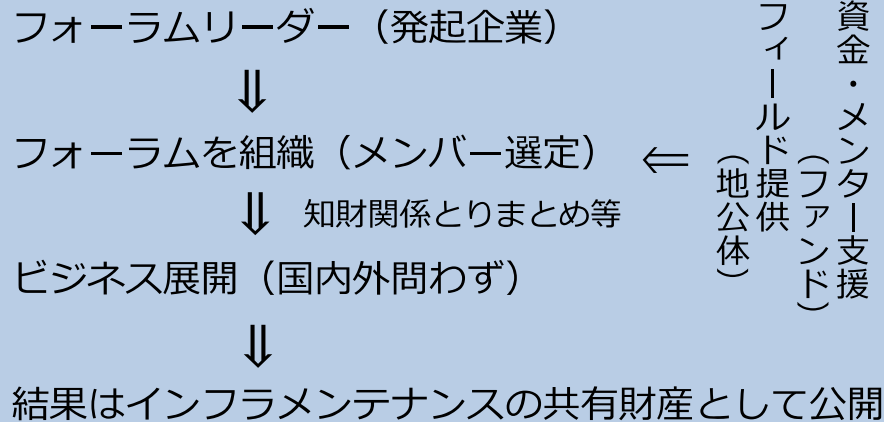 フォーラムリーダー（発起企業）
⇓
フォーラムを組織（メンバー選定）
⇐
資金・メンター支援
（ファンド）
フィールド提供
（地公体）
⇓
知財関係とりまとめ等
ビジネス展開（国内外問わず）
⇓
結果はインフラメンテナンスの共有財産として公開